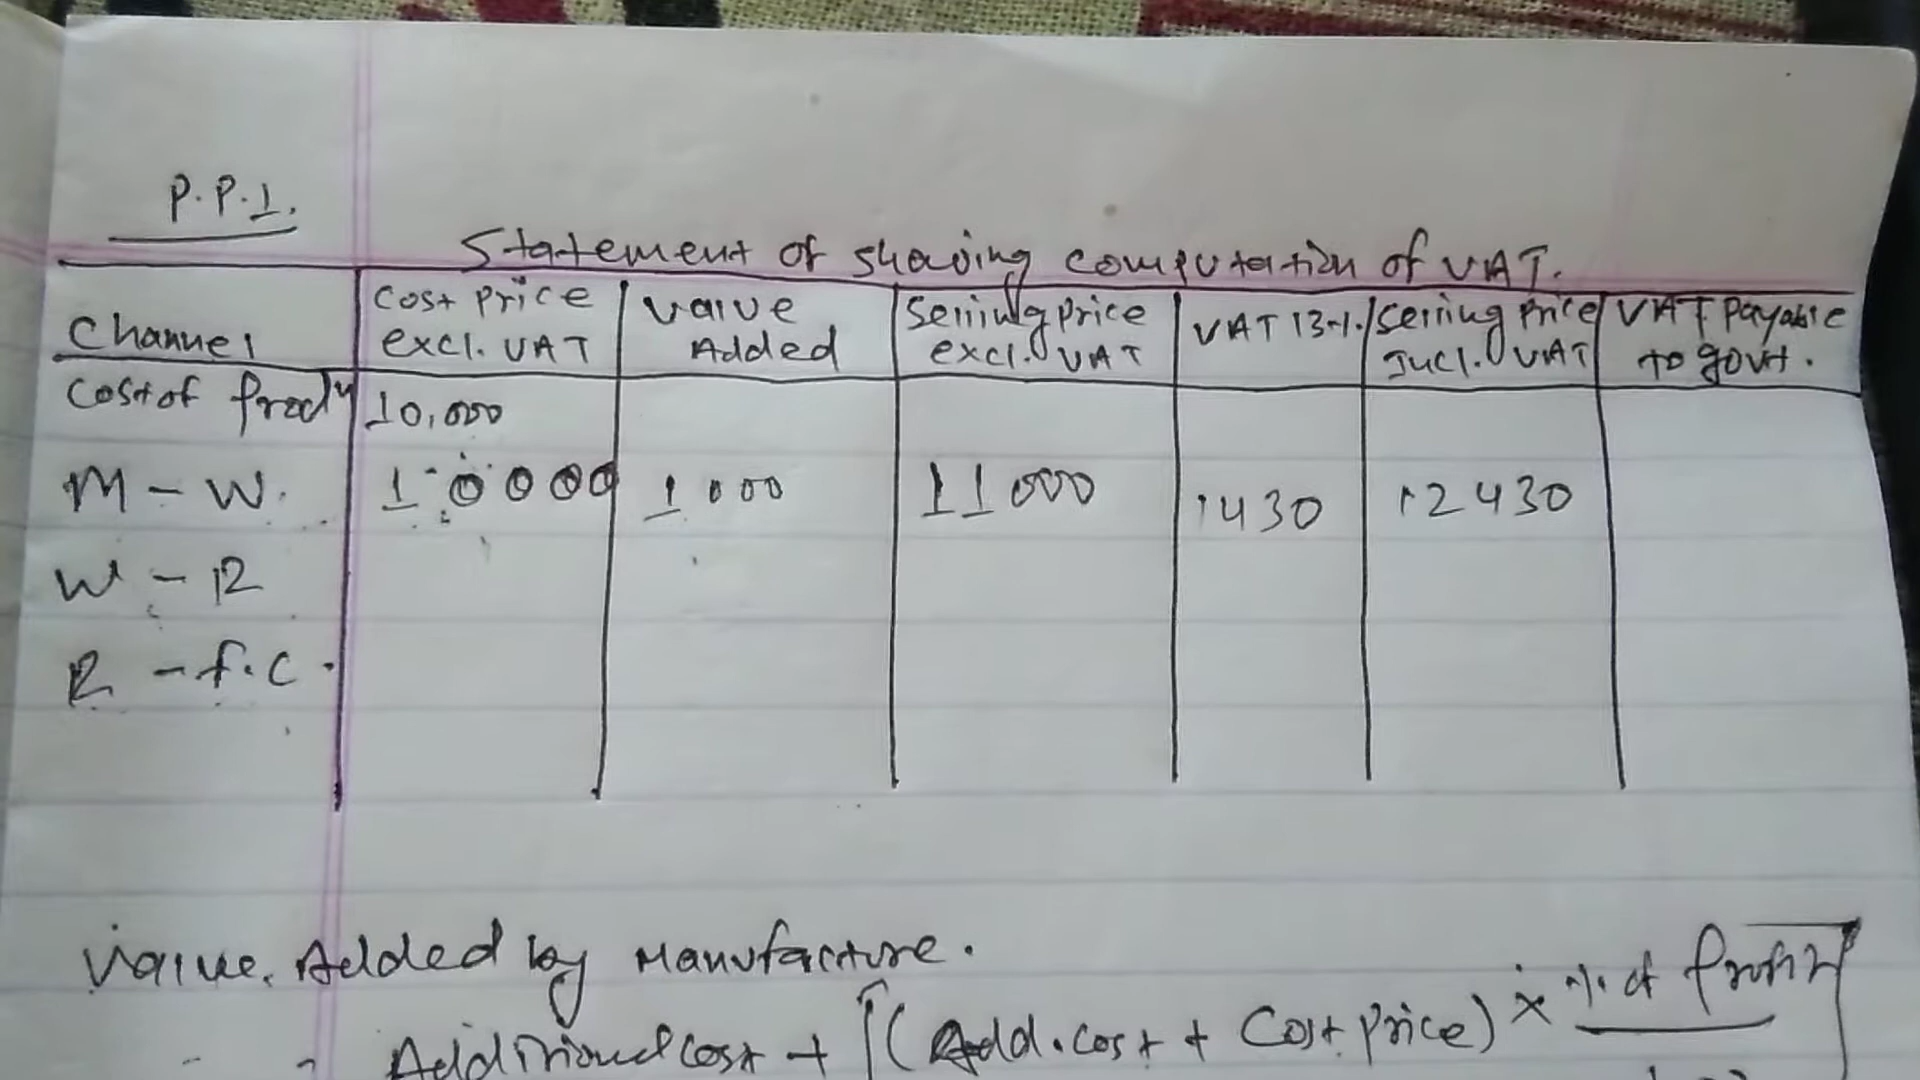 P.P.1.
Statement of showing computation of VAT.
Channel | Cost price excl. VAT | Value Added | Selling price excl. VAT | VAT 13% | Selling price Incl. VAT | VAT Payable to govt.
Cost of Prodn | 10,000
M - W. | 10000 | 1000 | 11000 | 1430 | 12430
W - R
R - f.c.
Value Added by Manufacture.
Additional cost + [(Add. cost + Cost price) × % of Profit